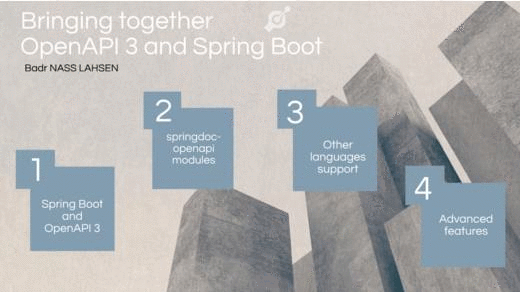 Bringing together
OpenAPI 3 and Spring Boot
Badr NASS LAHSEN
1
Spring Boot
and
OpenAPI 3
2
springdoc-
openapi
modules
3
Other
languages
support
4
Advanced
features